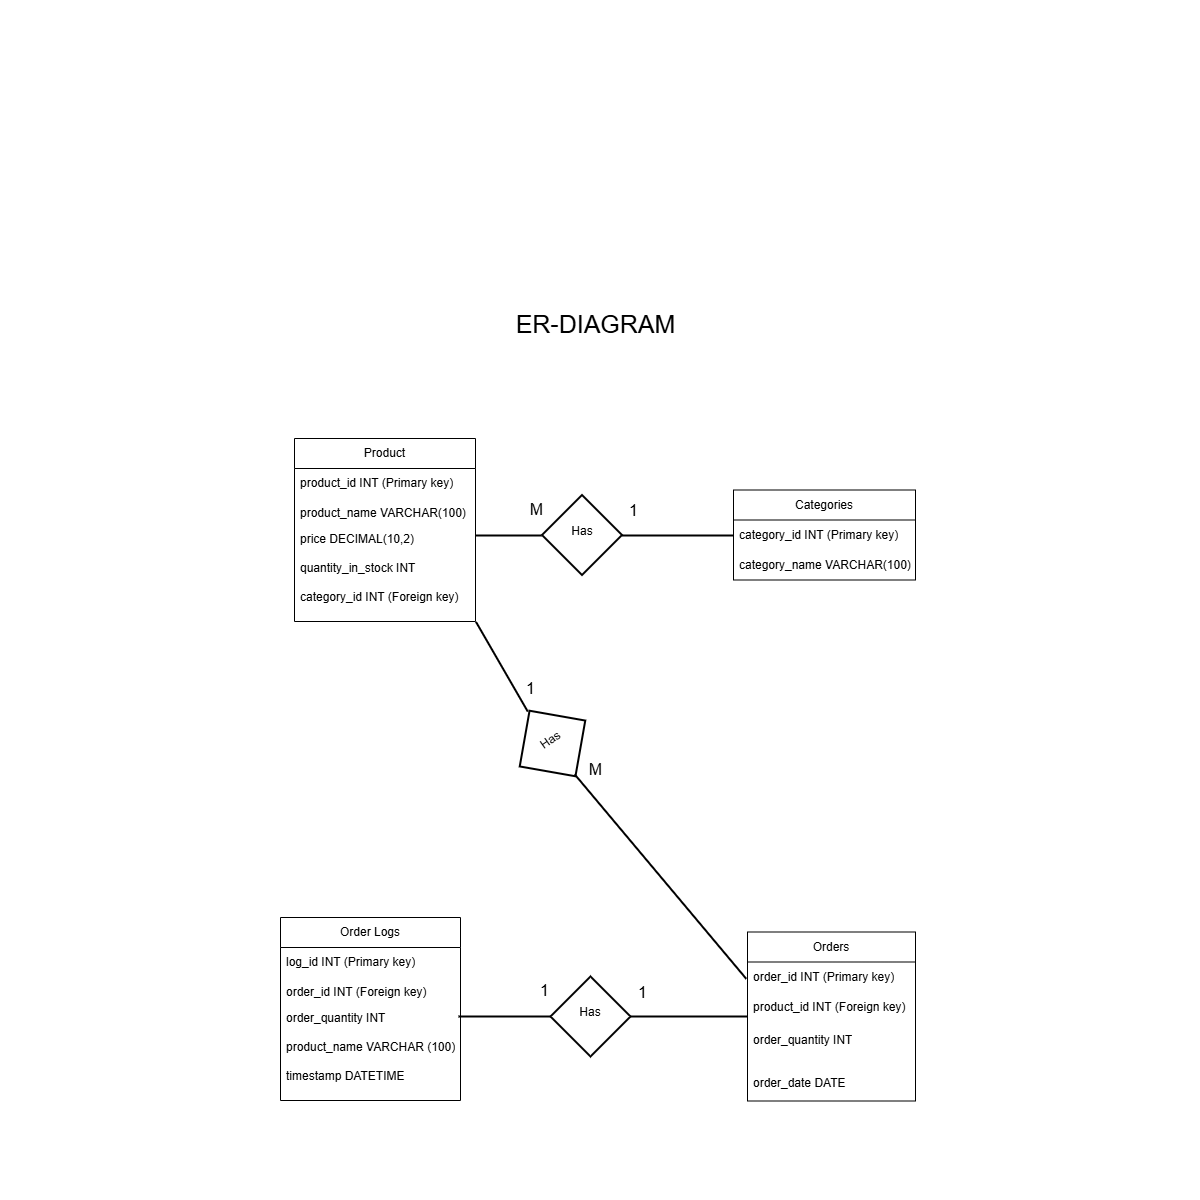 ER-DIAGRAM
Product
product_id INT (Primary key)
product_name VARCHAR(100)
price DECIMAL(10,2)
quantity_in_stock INT
category_id INT (Foreign key)
M
Has
1
Categories
category_id INT (Primary key)
category_name VARCHAR(100)
1
Has
M
Order Logs
log_id INT (Primary key)
order_id INT (Foreign key)
order_quantity INT
product_name VARCHAR (100)
timestamp DATETIME
1
Has
1
Orders
order_id INT (Primary key)
product_id INT (Foreign key)
order_quantity INT
order_date DATE